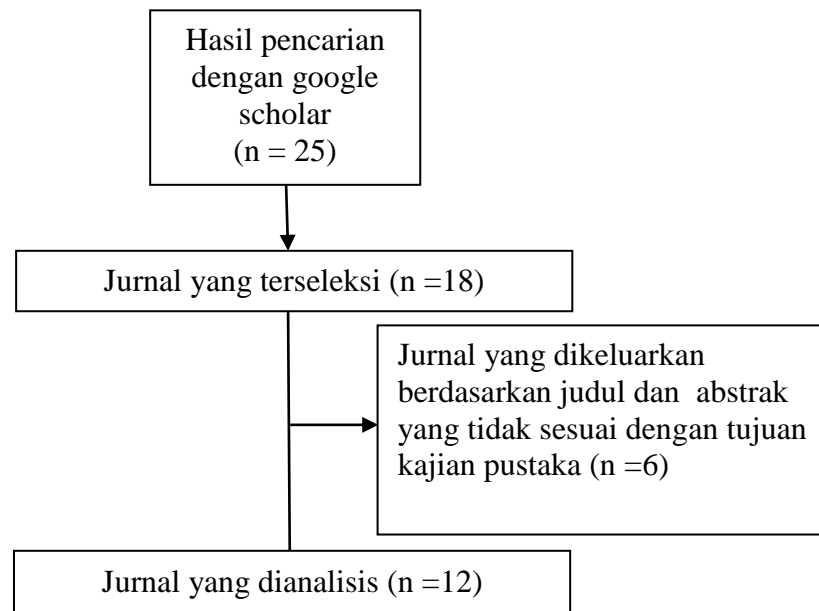 Hasil pencarian
dengan google
scholar
(n = 25)
Jurnal yang terseleksi (n =18)
Jurnal yang dikeluarkan
berdasarkan judul dan  abstrak
yang tidak sesuai dengan tujuan
kajian pustaka (n =6)
Jurnal yang dianalisis (n =12)